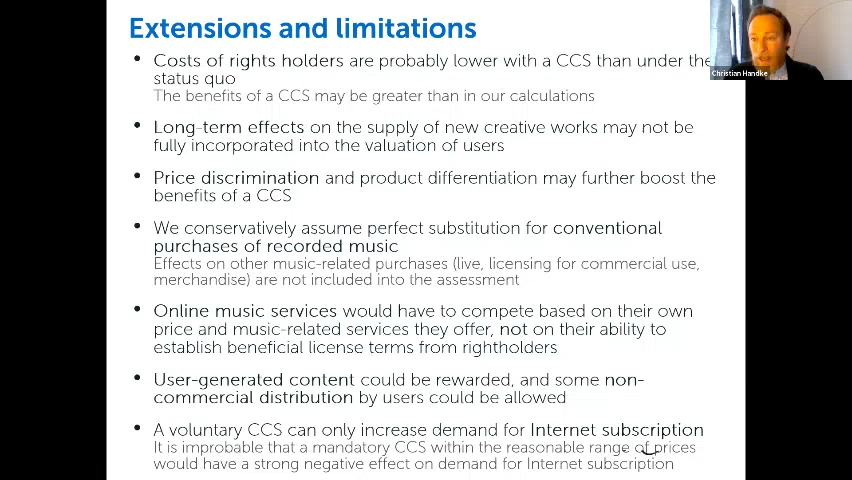 Extensions and limitations
• Costs of rights holders are probably lower with a CCS than under the
status quo
The benefits of a CCS may be greater than in our calculations
• Long-term effects on the supply of new creative works may not be
fully incorporated into the valuation of users
• Price discrimination and product differentiation may further boost the
benefits of a CCS
• We conservatively assume perfect substitution for conventional
purchases of recorded music
Effects on other music-related purchases (live, licensing for commercial use,
merchandise) are not included into the assessment
• Online music services would have to compete based on their own
price and music-related services they offer, not on their ability to
establish beneficial license terms from rightholders
• User-generated content could be rewarded, and some non-
commercial distribution by users could be allowed
• A voluntary CCS can only increase demand for Internet subscription
It is improbable that a mandatory CCS within the reasonable range of prices
would have a strong negative effect on demand for Internet subscription
Christian Handke